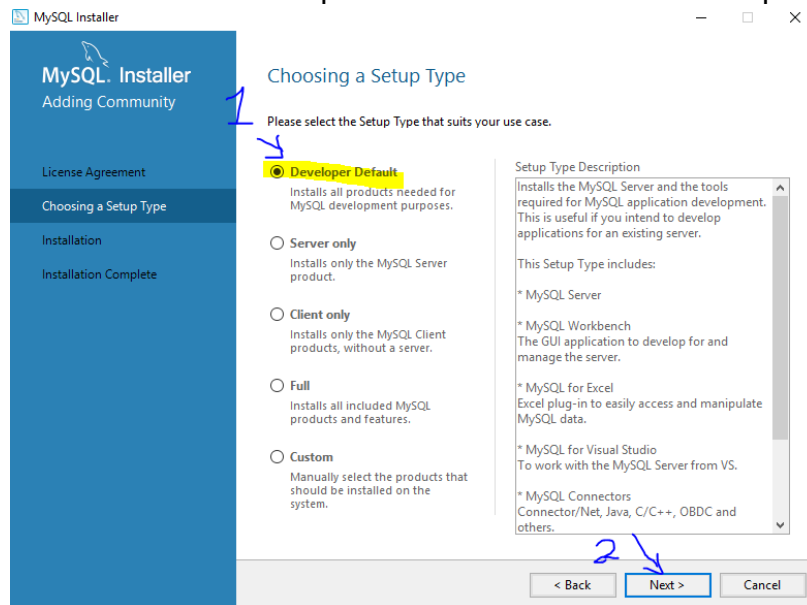 MySQL Installer
MySQL. Installer
Adding Community
License Agreement
Choosing a Setup Type
Installation
Installation Complete
Choosing a Setup Type
1
Please select the Setup Type that suits your use case.
Developer Default
Installs all products needed for
MySQL development purposes.
Server only
Installs only the MySQL Server
product.
Client only
Installs only the MySQL Client
products, without a server.
Full
Installs all included MySQL
products and features.
Custom
Manually select the products that
should be installed on the
system.
Setup Type Description
Installs the MySQL Server and the tools
required for MySQL application development.
This is useful if you intend to develop
applications for an existing server.
This Setup Type includes:
* MySQL Server
* MySQL Workbench
The GUI application to develop for and
manage the server.
* MySQL for Excel
Excel plug-in to easily access and manipulate
MySQL data.
* MySQL for Visual Studio
To work with the MySQL Server from VS.
* MySQL Connectors
Connector/Net, Java, C/C++, OBDC and
others.
2
< Back
Next >
Cancel